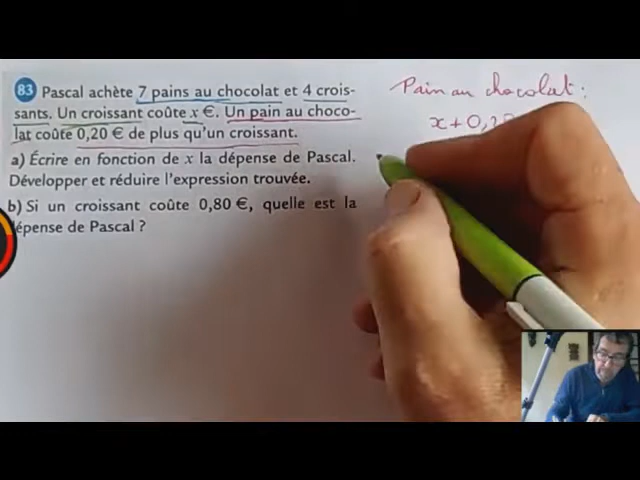 83 Pascal achète 7 pains au chocolat et 4 crois-
sants. Un croissant coûte x €. Un pain au choco-
lat coûte 0,20 € de plus qu'un croissant.
a) Écrire en fonction de x la dépense de Pascal.
Développer et réduire l'expression trouvée.
b) Si un croissant coûte 0,80 €, quelle est la
épense de Pascal ?
Pain au chocolat :
x + 0,20